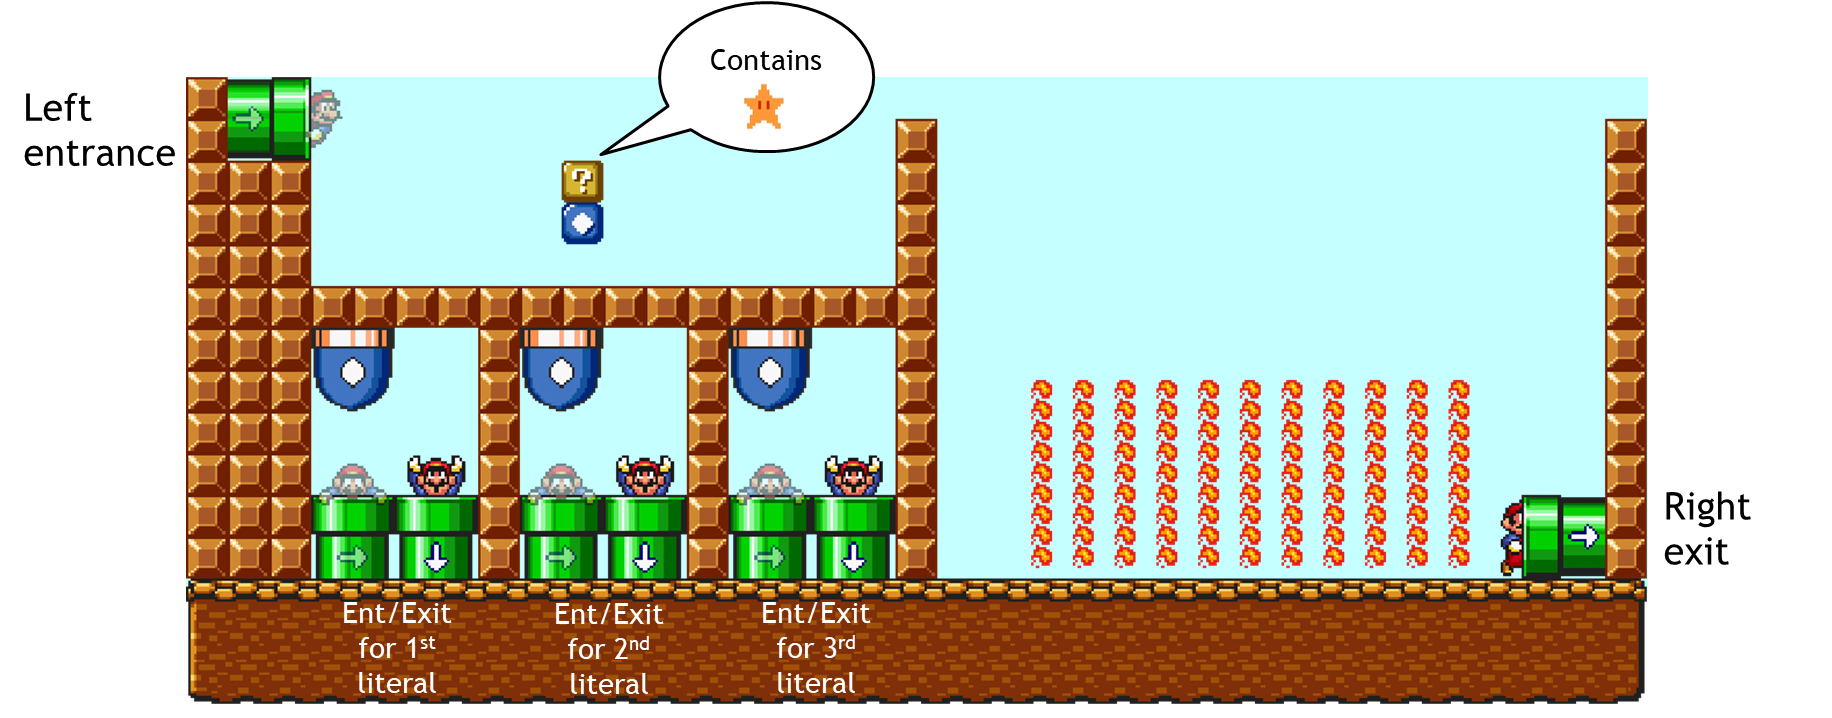 Contains
?
Left
entrance
Right
exit
Ent/Exit
for 1st
literal
Ent/Exit
for 2nd
literal
Ent/Exit
for 3rd
literal